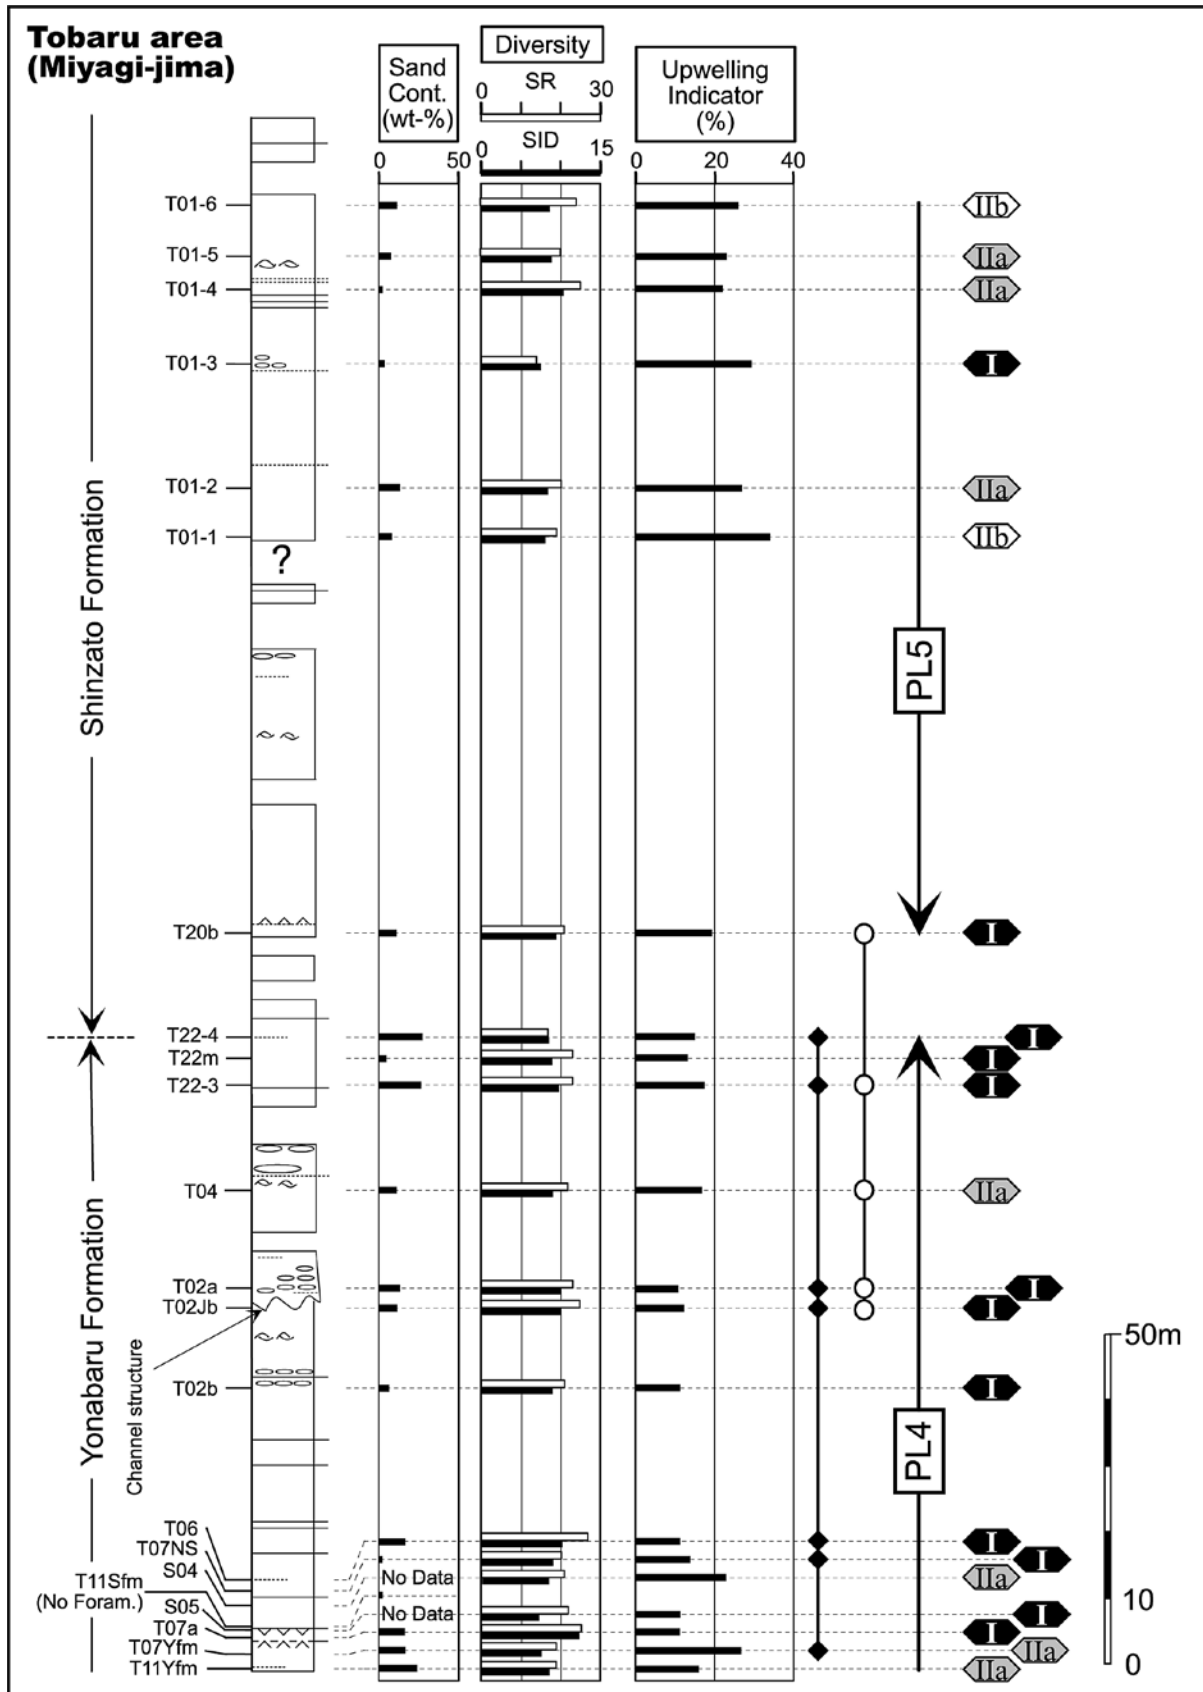 Tobaru area
(Miyagi-jima)
Sand
Cont.
(wt-%)
0 50
Diversity
SR
0 30
SID
0 15
Upwelling
Indicator
(%)
0 20 40
T01-6 IIb
T01-5 IIa
T01-4 IIa
T01-3 I
T01-2 IIa
T01-1 IIb
?
Shinzato Formation
PL5
T20b I
T22-4 I
T22m I
T22-3 I
T04 IIa
T02a I
T02Jb I
T02b I
Yonabaru Formation
Channel structure
PL4
50m
10
0
T06 I
T07NS I
S04 No Data IIa
T11Sfm
(No Foram.)
S05 No Data I
T07a I
T07Yfm IIa
T11Yfm IIa